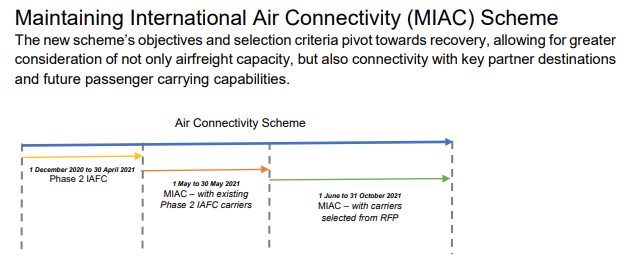 Maintaining International Air Connectivity (MIAC) Scheme
The new scheme's objectives and selection criteria pivot towards recovery, allowing for greater
consideration of not only airfreight capacity, but also connectivity with key partner destinations
and future passenger carrying capabilities.
Air Connectivity Scheme
1 December 2020 to 30 April 2021
Phase 2 IAFC
1 May to 30 May 2021
MIAC – with existing
Phase 2 IAFC carriers
1 June to 31 October 2021
MIAC – with carriers
selected from RFP